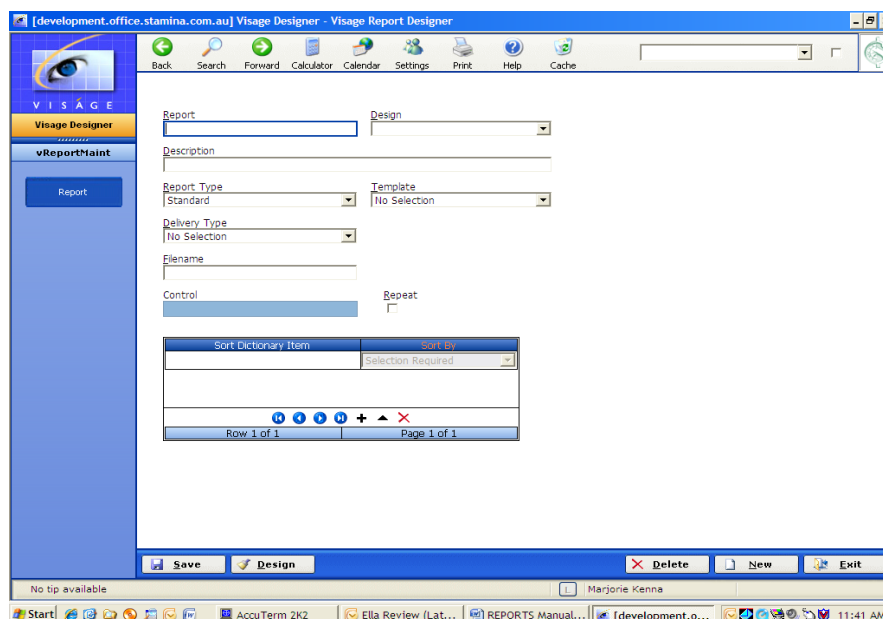 [development.office.stamina.com.au] Visage Designer - Visage Report Designer
Back Search Forward Calculator Calendar Settings Print Help Cache
VISÁGE
Visage Designer
vReportMaint
Report
Report Design
Description
Report Type Template
Standard No Selection
Delivery Type
No Selection
Filename
Control Repeat
Sort Dictionary Item Sort By
Selection Required
Row 1 of 1 Page 1 of 1
Save Design Delete New Exit
No tip available L Marjorie Kenna
Start AccuTerm 2K2 Ella Review (Lat... REPORTS Manual... [development.o... 11:41 AM